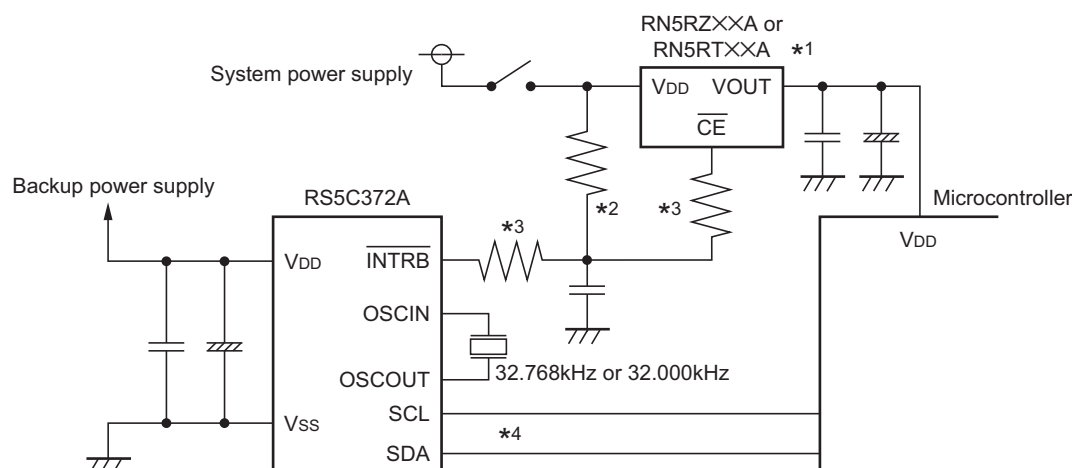 RN5RZ××A or
RN5RT××A *1
System power supply
VDD VOUT
CE
Backup power supply
RS5C372A
*2
*3
Microcontroller
VDD
*3
VDD
INTRB
OSCIN
OSCOUT
32.768kHz or 32.000kHz
SCL
VSS
*4
SDA